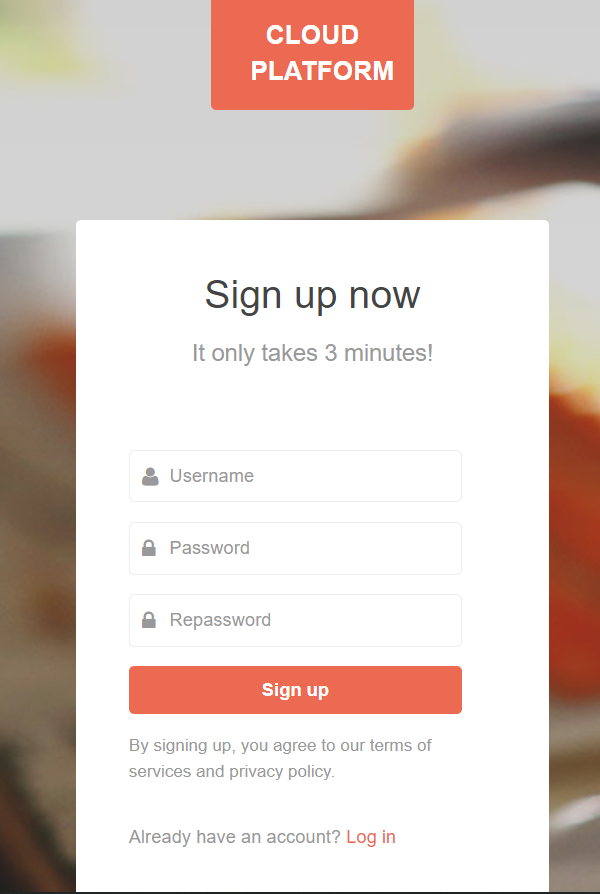 CLOUD
PLATFORM
Sign up now
It only takes 3 minutes!
Username
Password
Repassword
Sign up
By signing up, you agree to our terms of
services and privacy policy.
Already have an account? Log in